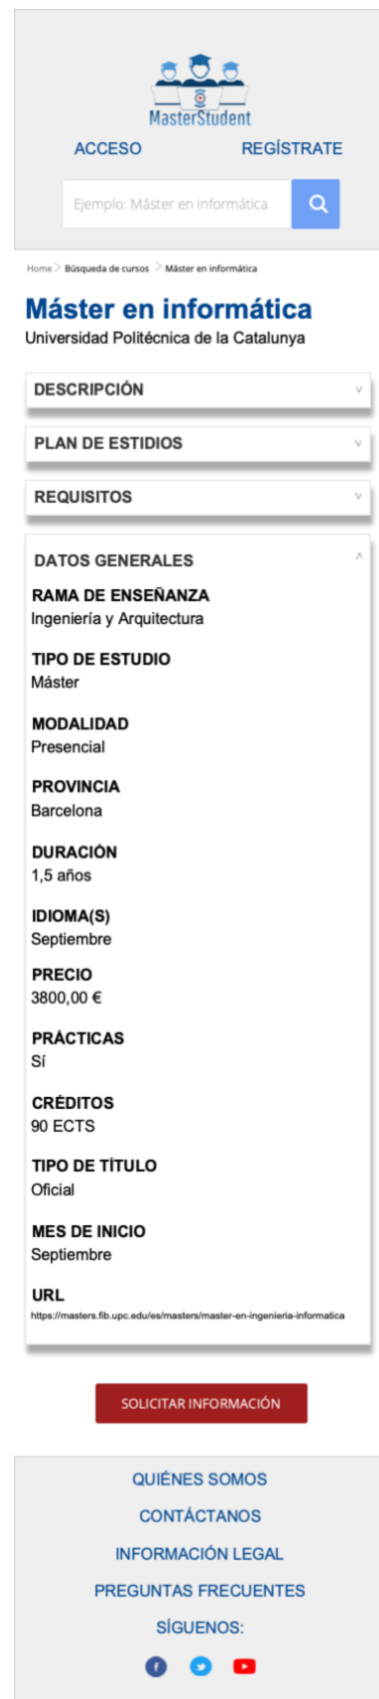 MasterStudent
ACCESO REGÍSTRATE
Ejemplo: Máster en informática
Home > Búsqueda de cursos > Máster en informática
Máster en informática
Universidad Politécnica de la Catalunya
DESCRIPCIÓN
PLAN DE ESTIDIOS
REQUISITOS
DATOS GENERALES
RAMA DE ENSEÑANZA
Ingeniería y Arquitectura
TIPO DE ESTUDIO
Máster
MODALIDAD
Presencial
PROVINCIA
Barcelona
DURACIÓN
1,5 años
IDIOMA(S)
Septiembre
PRECIO
3800,00 €
PRÁCTICAS
Sí
CRÉDITOS
90 ECTS
TIPO DE TÍTULO
Oficial
MES DE INICIO
Septiembre
URL
https://masters.fib.upc.edu/es/masters/master-en-ingenieria-informatica
SOLICITAR INFORMACIÓN
QUIÉNES SOMOS
CONTÁCTANOS
INFORMACIÓN LEGAL
PREGUNTAS FRECUENTES
SÍGUENOS: